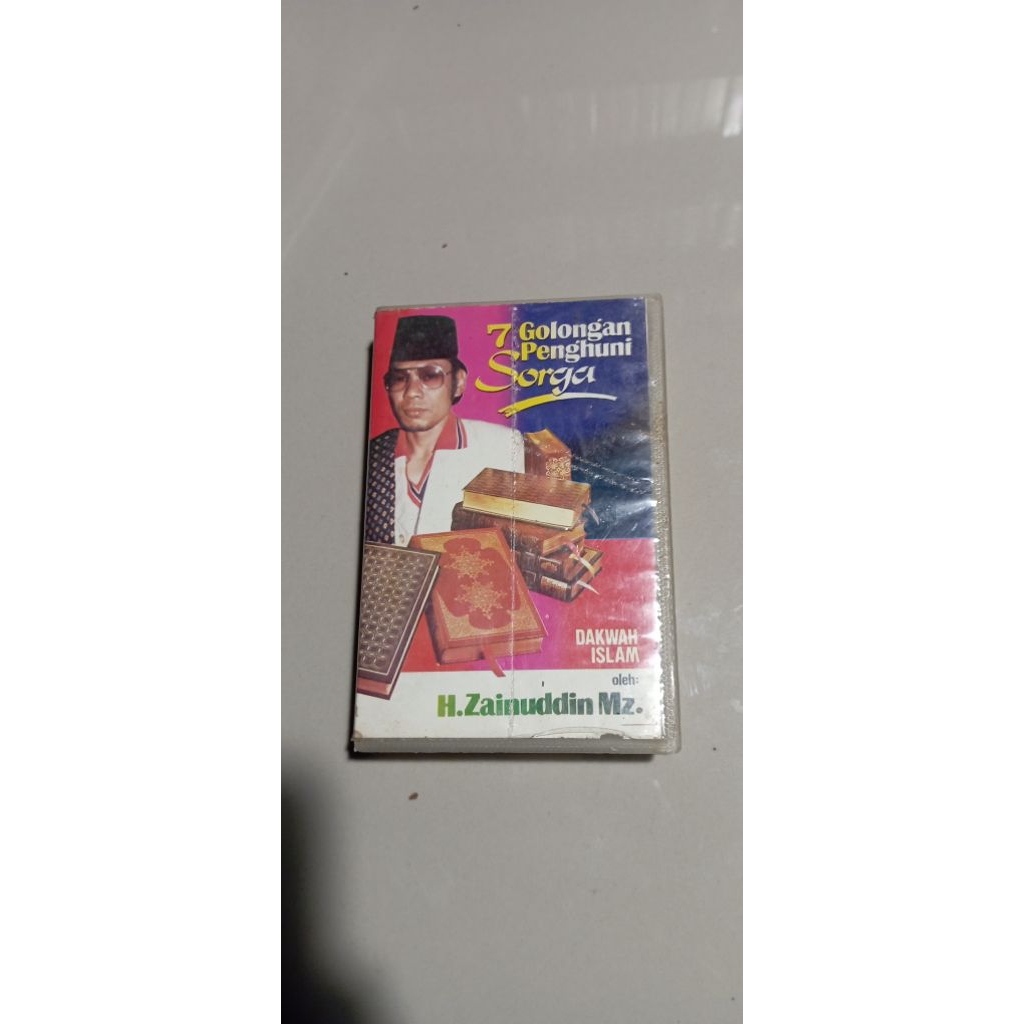 7 Golongan
Penghuni
Sorga
DAKWAH
ISLAM
oleh:
H.Zainuddin Mz.